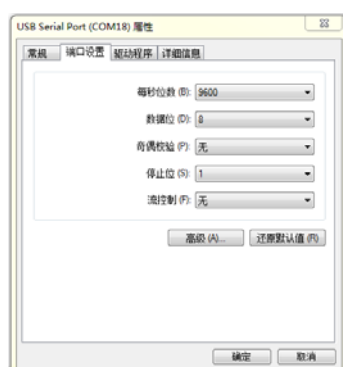 USB Serial Port (COM18) 属性
常规 端口设置 驱动程序 详细信息
每秒位数 (B): 9600
数据位 (D): 8
奇偶校验 (P): 无
停止位 (S): 1
流控制 (F): 无
高级 (A)... 还原默认值 (R)
确定 取消